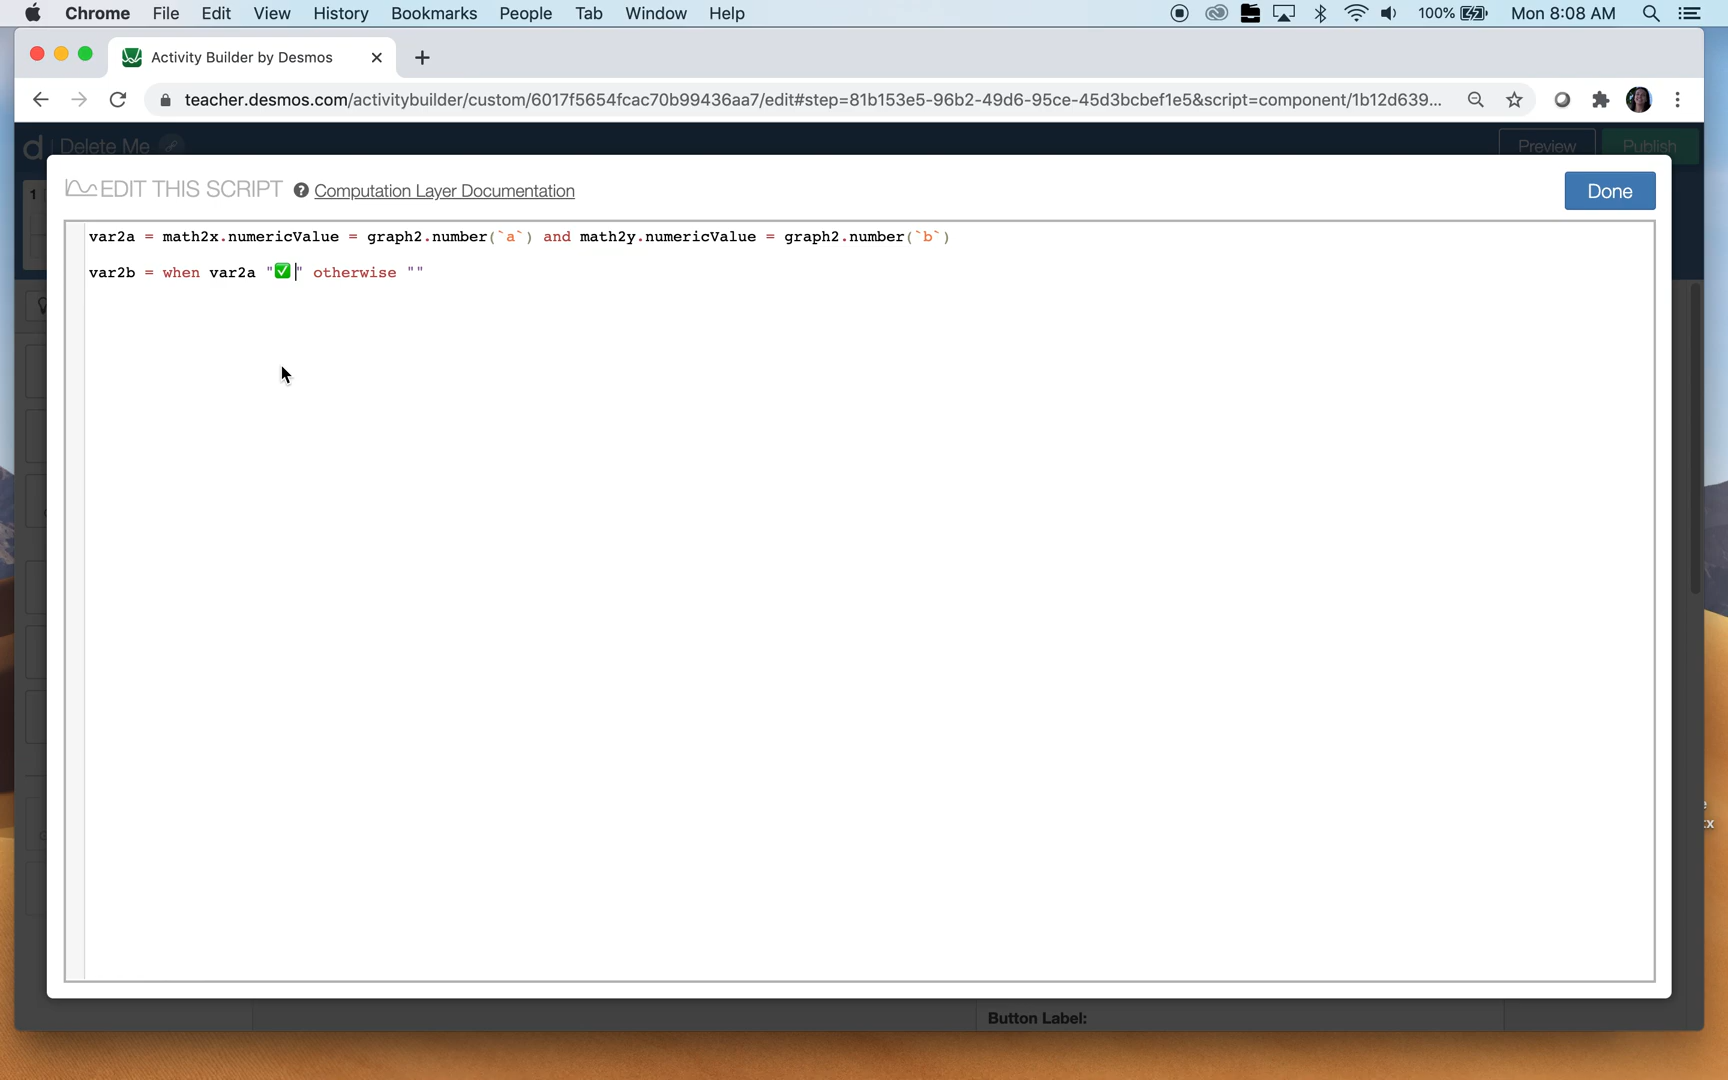 Chrome File Edit View History Bookmarks People Tab Window Help 100% Mon 8:08 AM
Activity Builder by Desmos
teacher.desmos.com/activitybuilder/custom/6017f5654fcac70b99436aa7/edit#step=81b153e5-96b2-49d6-95ce-45d3bcbef1e5&script=component/1b12d639...
d Delete Me Preview Publish
1
EDIT THIS SCRIPT ? Computation Layer Documentation Done
var2a = math2x.numericValue = graph2.number(`a`) and math2y.numericValue = graph2.number(`b`)
var2b = when var2a "✅ " otherwise ""
Button Label: